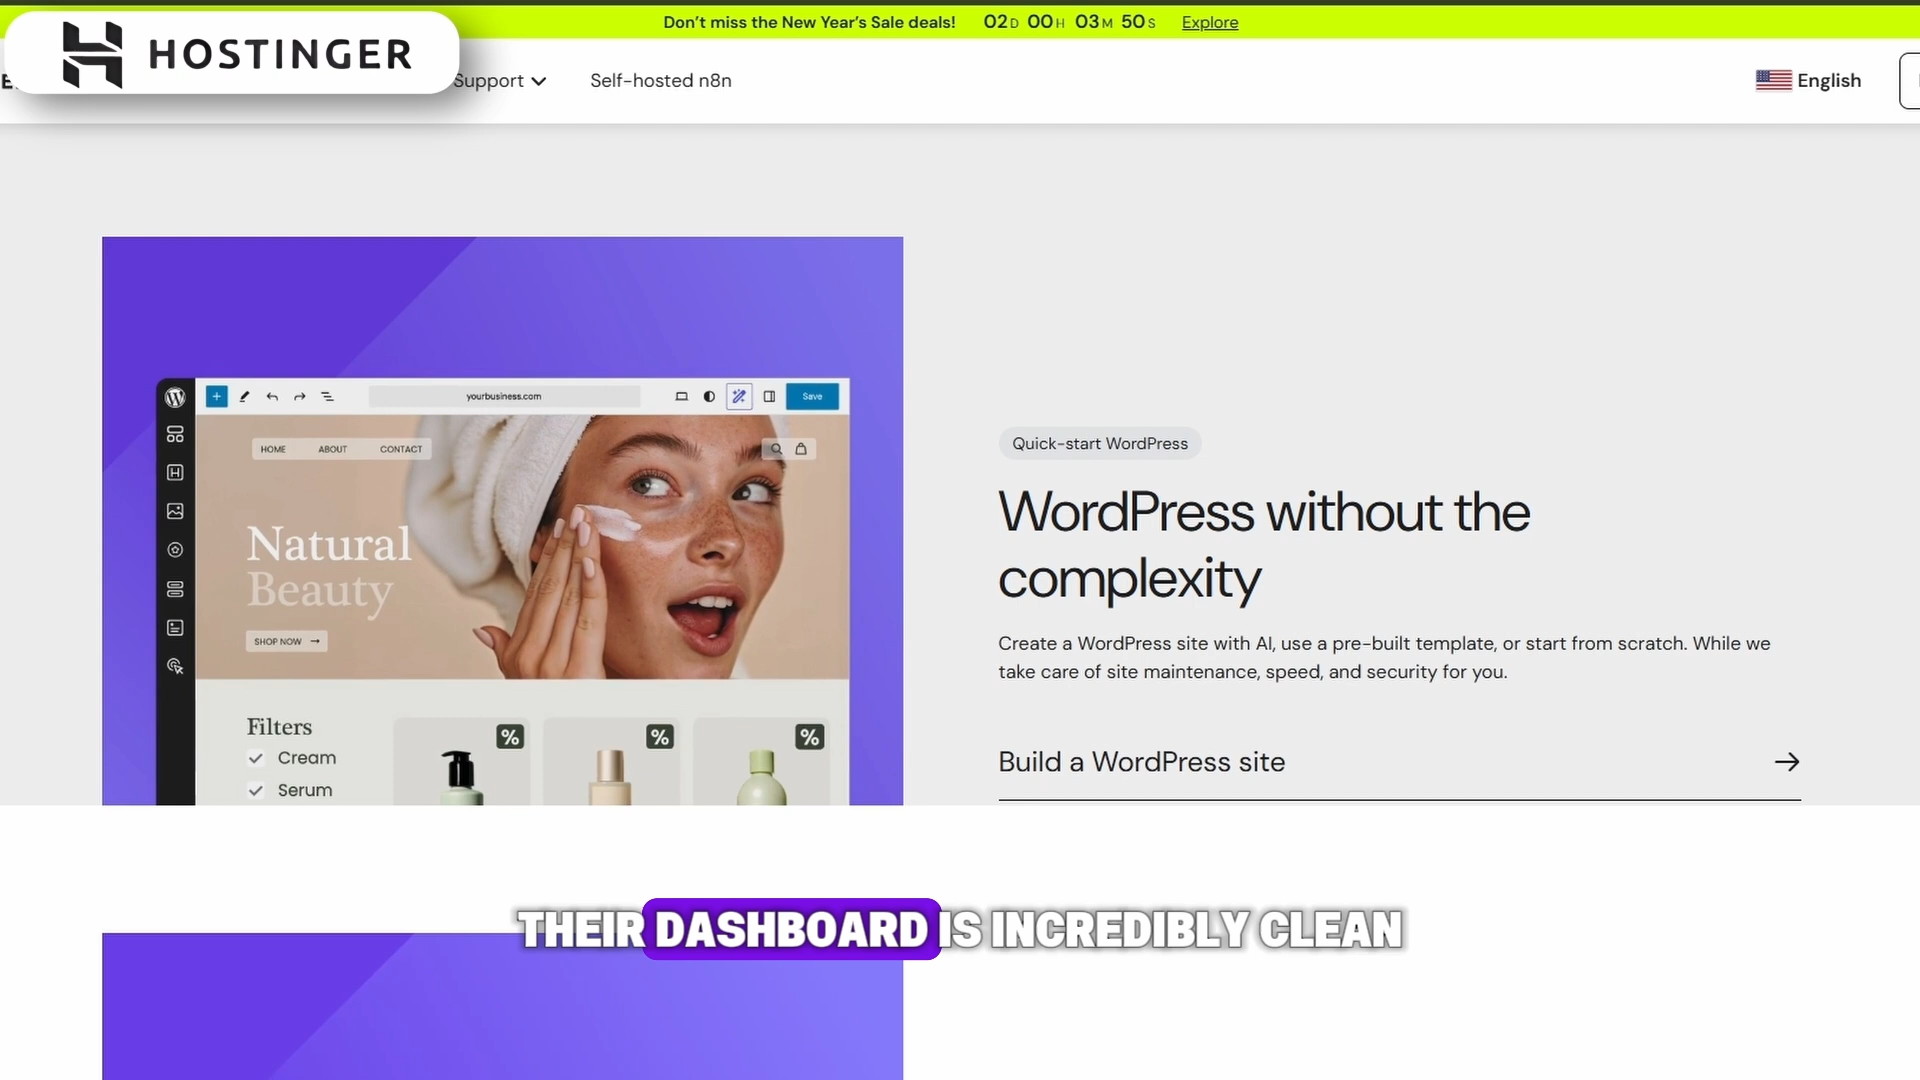 Don't miss the New Year's Sale deals! 02D 00H 03M 50S Explore
HOSTINGER
Support
Self-hosted n8n
English
yourbusiness.com
Save
HOME ABOUT CONTACT
Natural
Beauty
SHOP NOW →
Filters
Cream
Serum
%
%
%
Quick-start WordPress
WordPress without the
complexity
Create a WordPress site with AI, use a pre-built template, or start from scratch. While we
take care of site maintenance, speed, and security for you.
Build a WordPress site →
THEIR DASHBOARD IS INCREDIBLY CLEAN